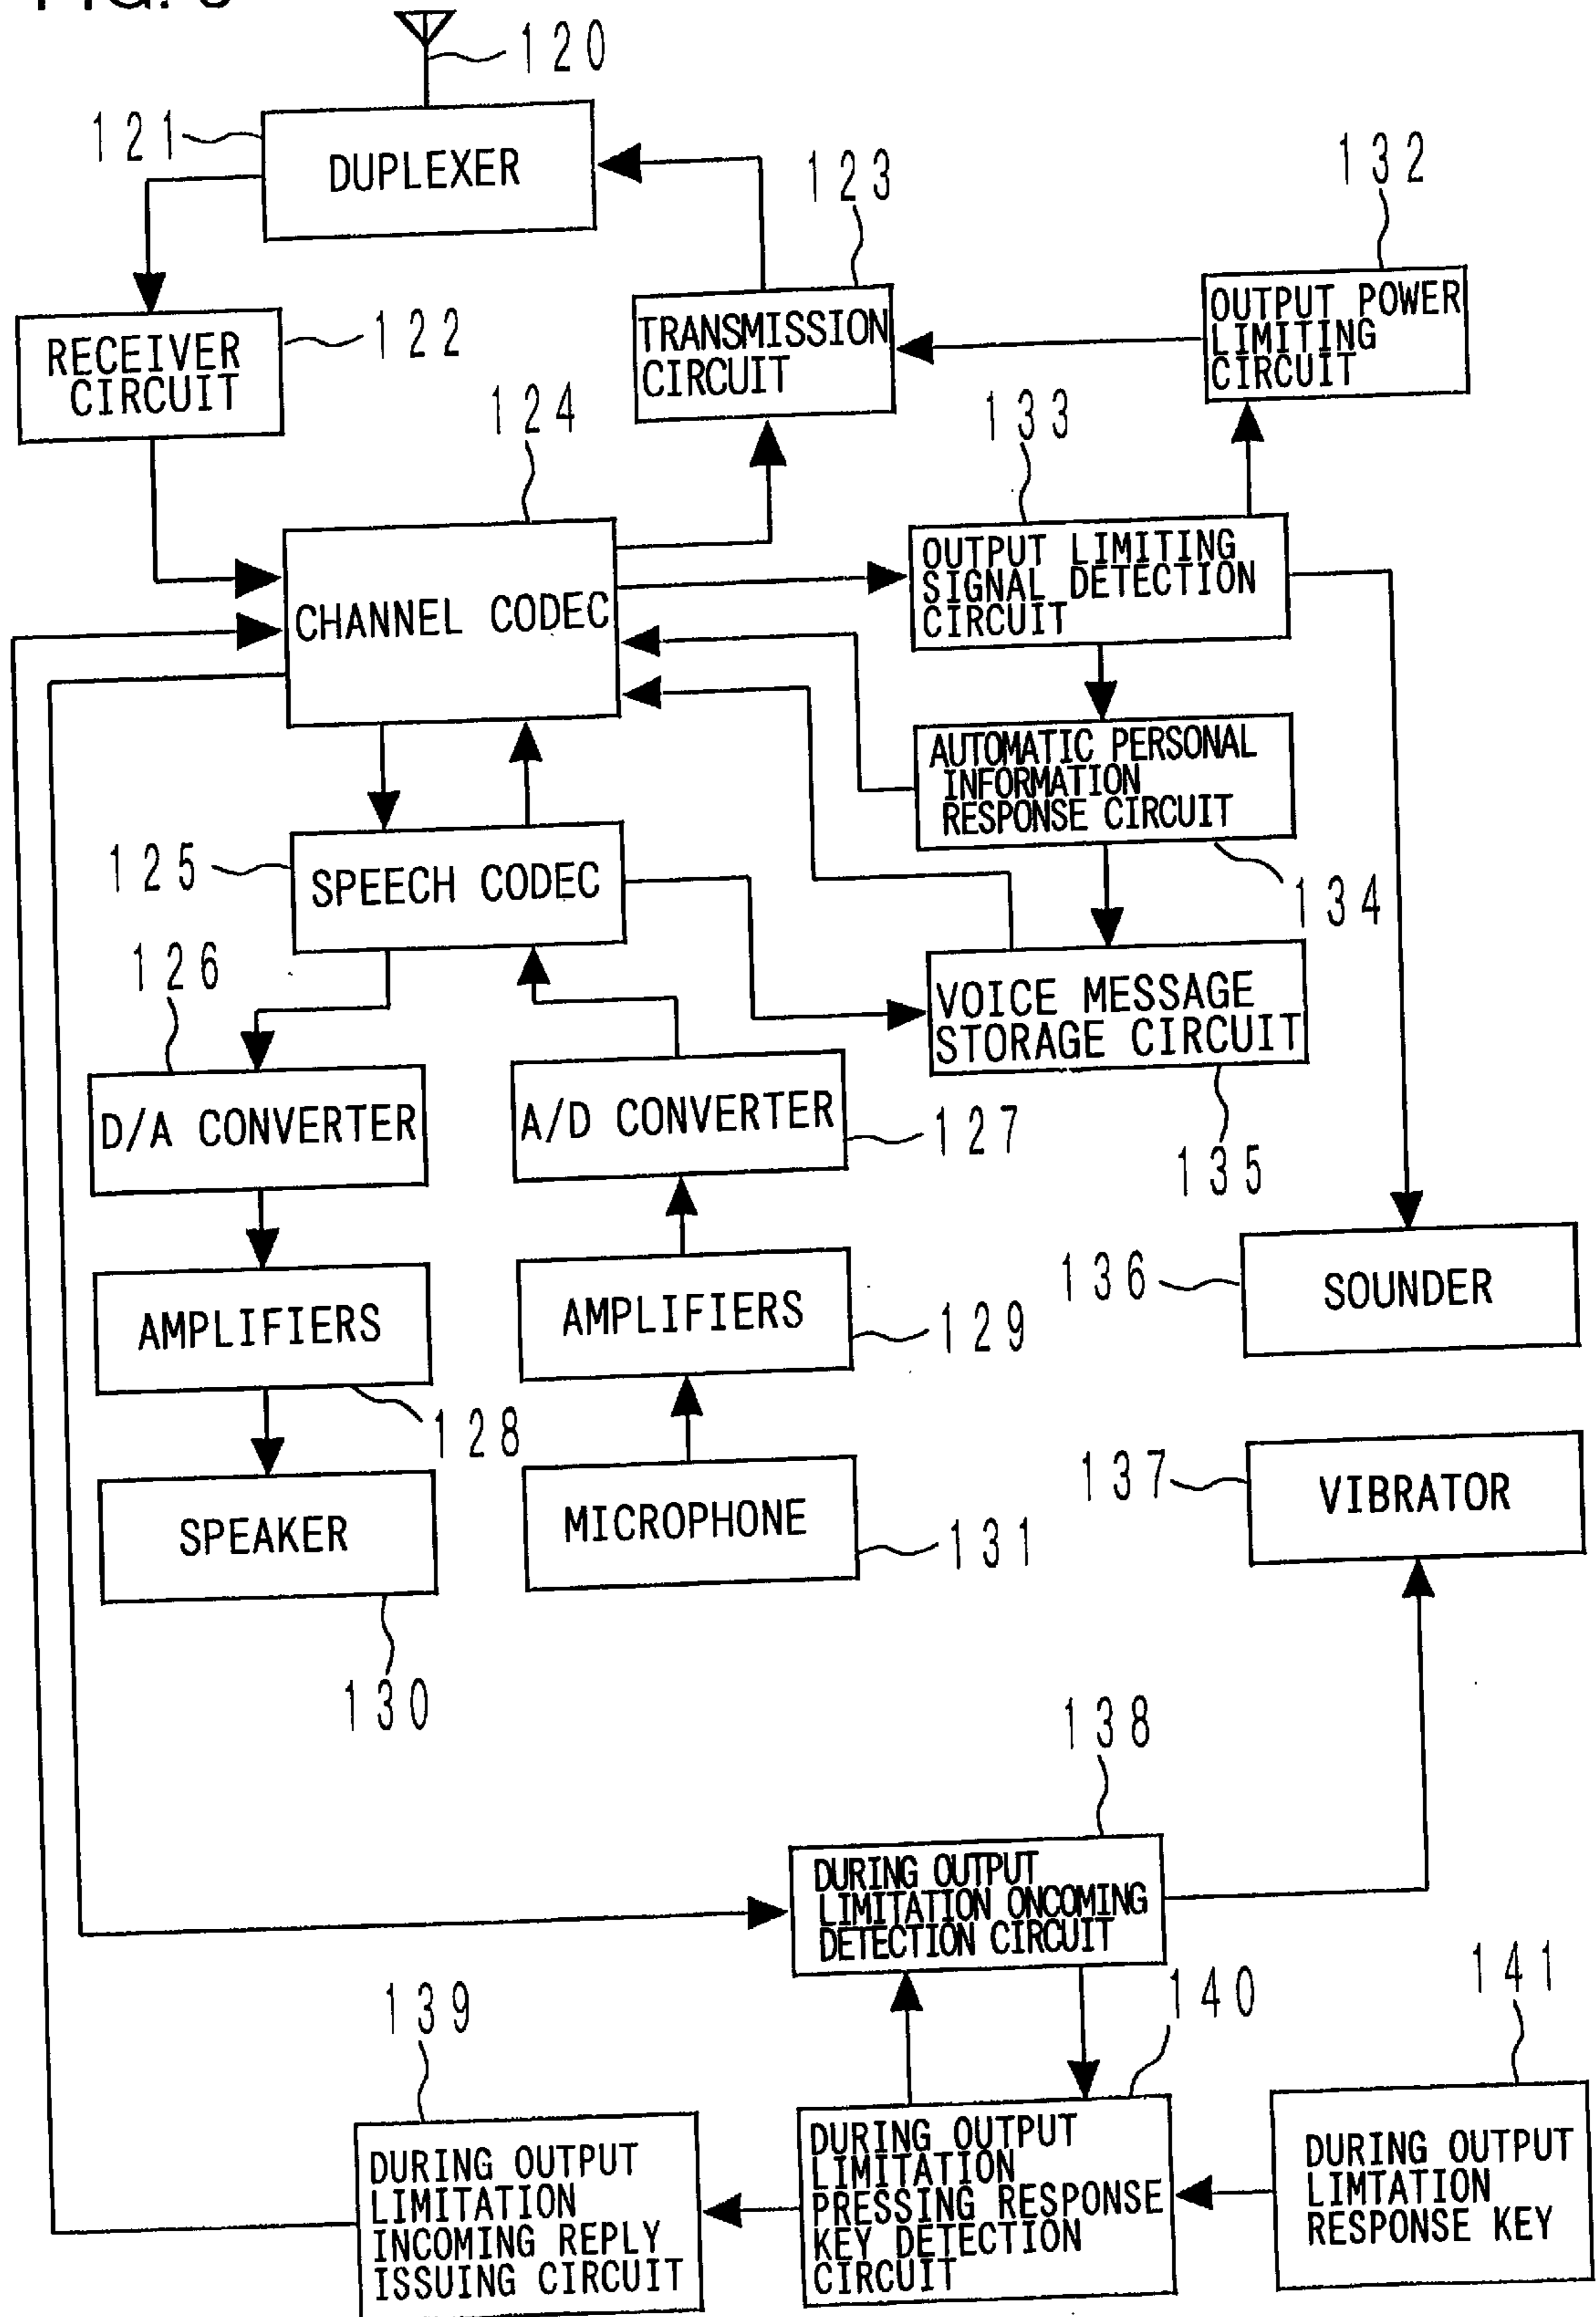 120
121
DUPLEXER
123
132
RECEIVER
CIRCUIT
122
TRANSMISSION
CIRCUIT
OUTPUT POWER
LIMITING
CIRCUIT
124
133
CHANNEL CODEC
OUTPUT LIMITING
SIGNAL DETECTION
CIRCUIT
AUTOMATIC PERSONAL
INFORMATION
RESPONSE CIRCUIT
125
SPEECH CODEC
134
126
VOICE MESSAGE
STORAGE CIRCUIT
D/A CONVERTER
A/D CONVERTER
127
135
AMPLIFIERS
AMPLIFIERS
129
136
SOUNDER
128
SPEAKER
MICROPHONE
131
137
VIBRATOR
130
138
DURING OUTPUT
LIMITATION ONCOMING
DETECTION CIRCUIT
139
140
141
DURING OUTPUT
LIMITATION
INCOMING REPLY
ISSUING CIRCUIT
DURING OUTPUT
LIMITATION
PRESSING RESPONSE
KEY DETECTION
CIRCUIT
DURING OUTPUT
LIMTATION
RESPONSE KEY